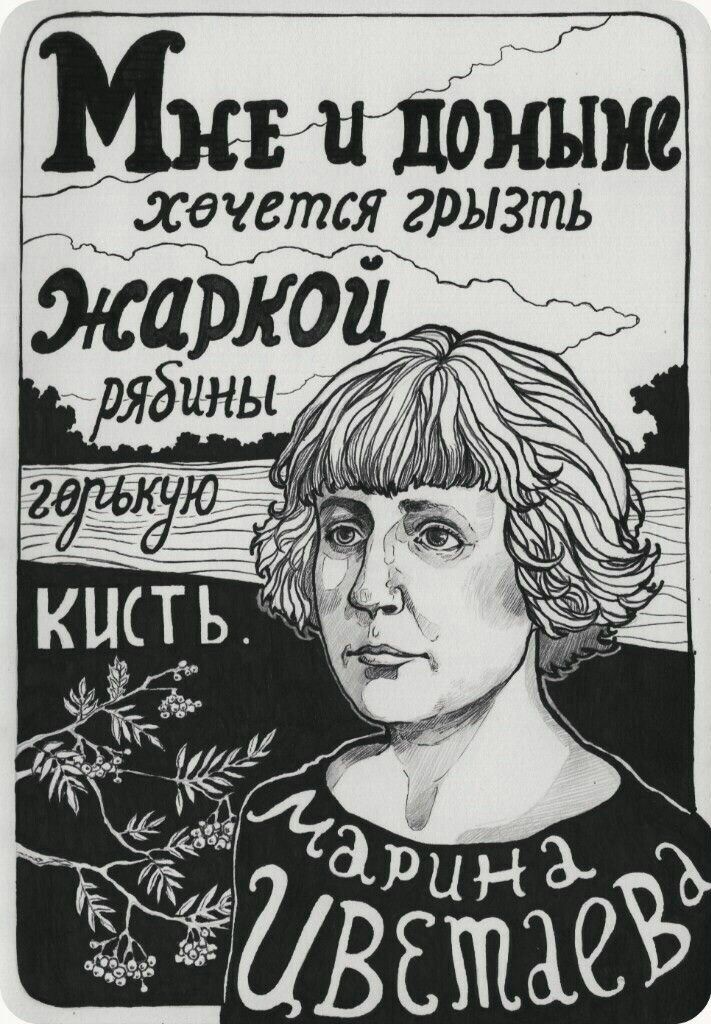 Мне и доныне
хочется грызть
жаркой
рябины
горькую
кисть.
Марина
Цветаева